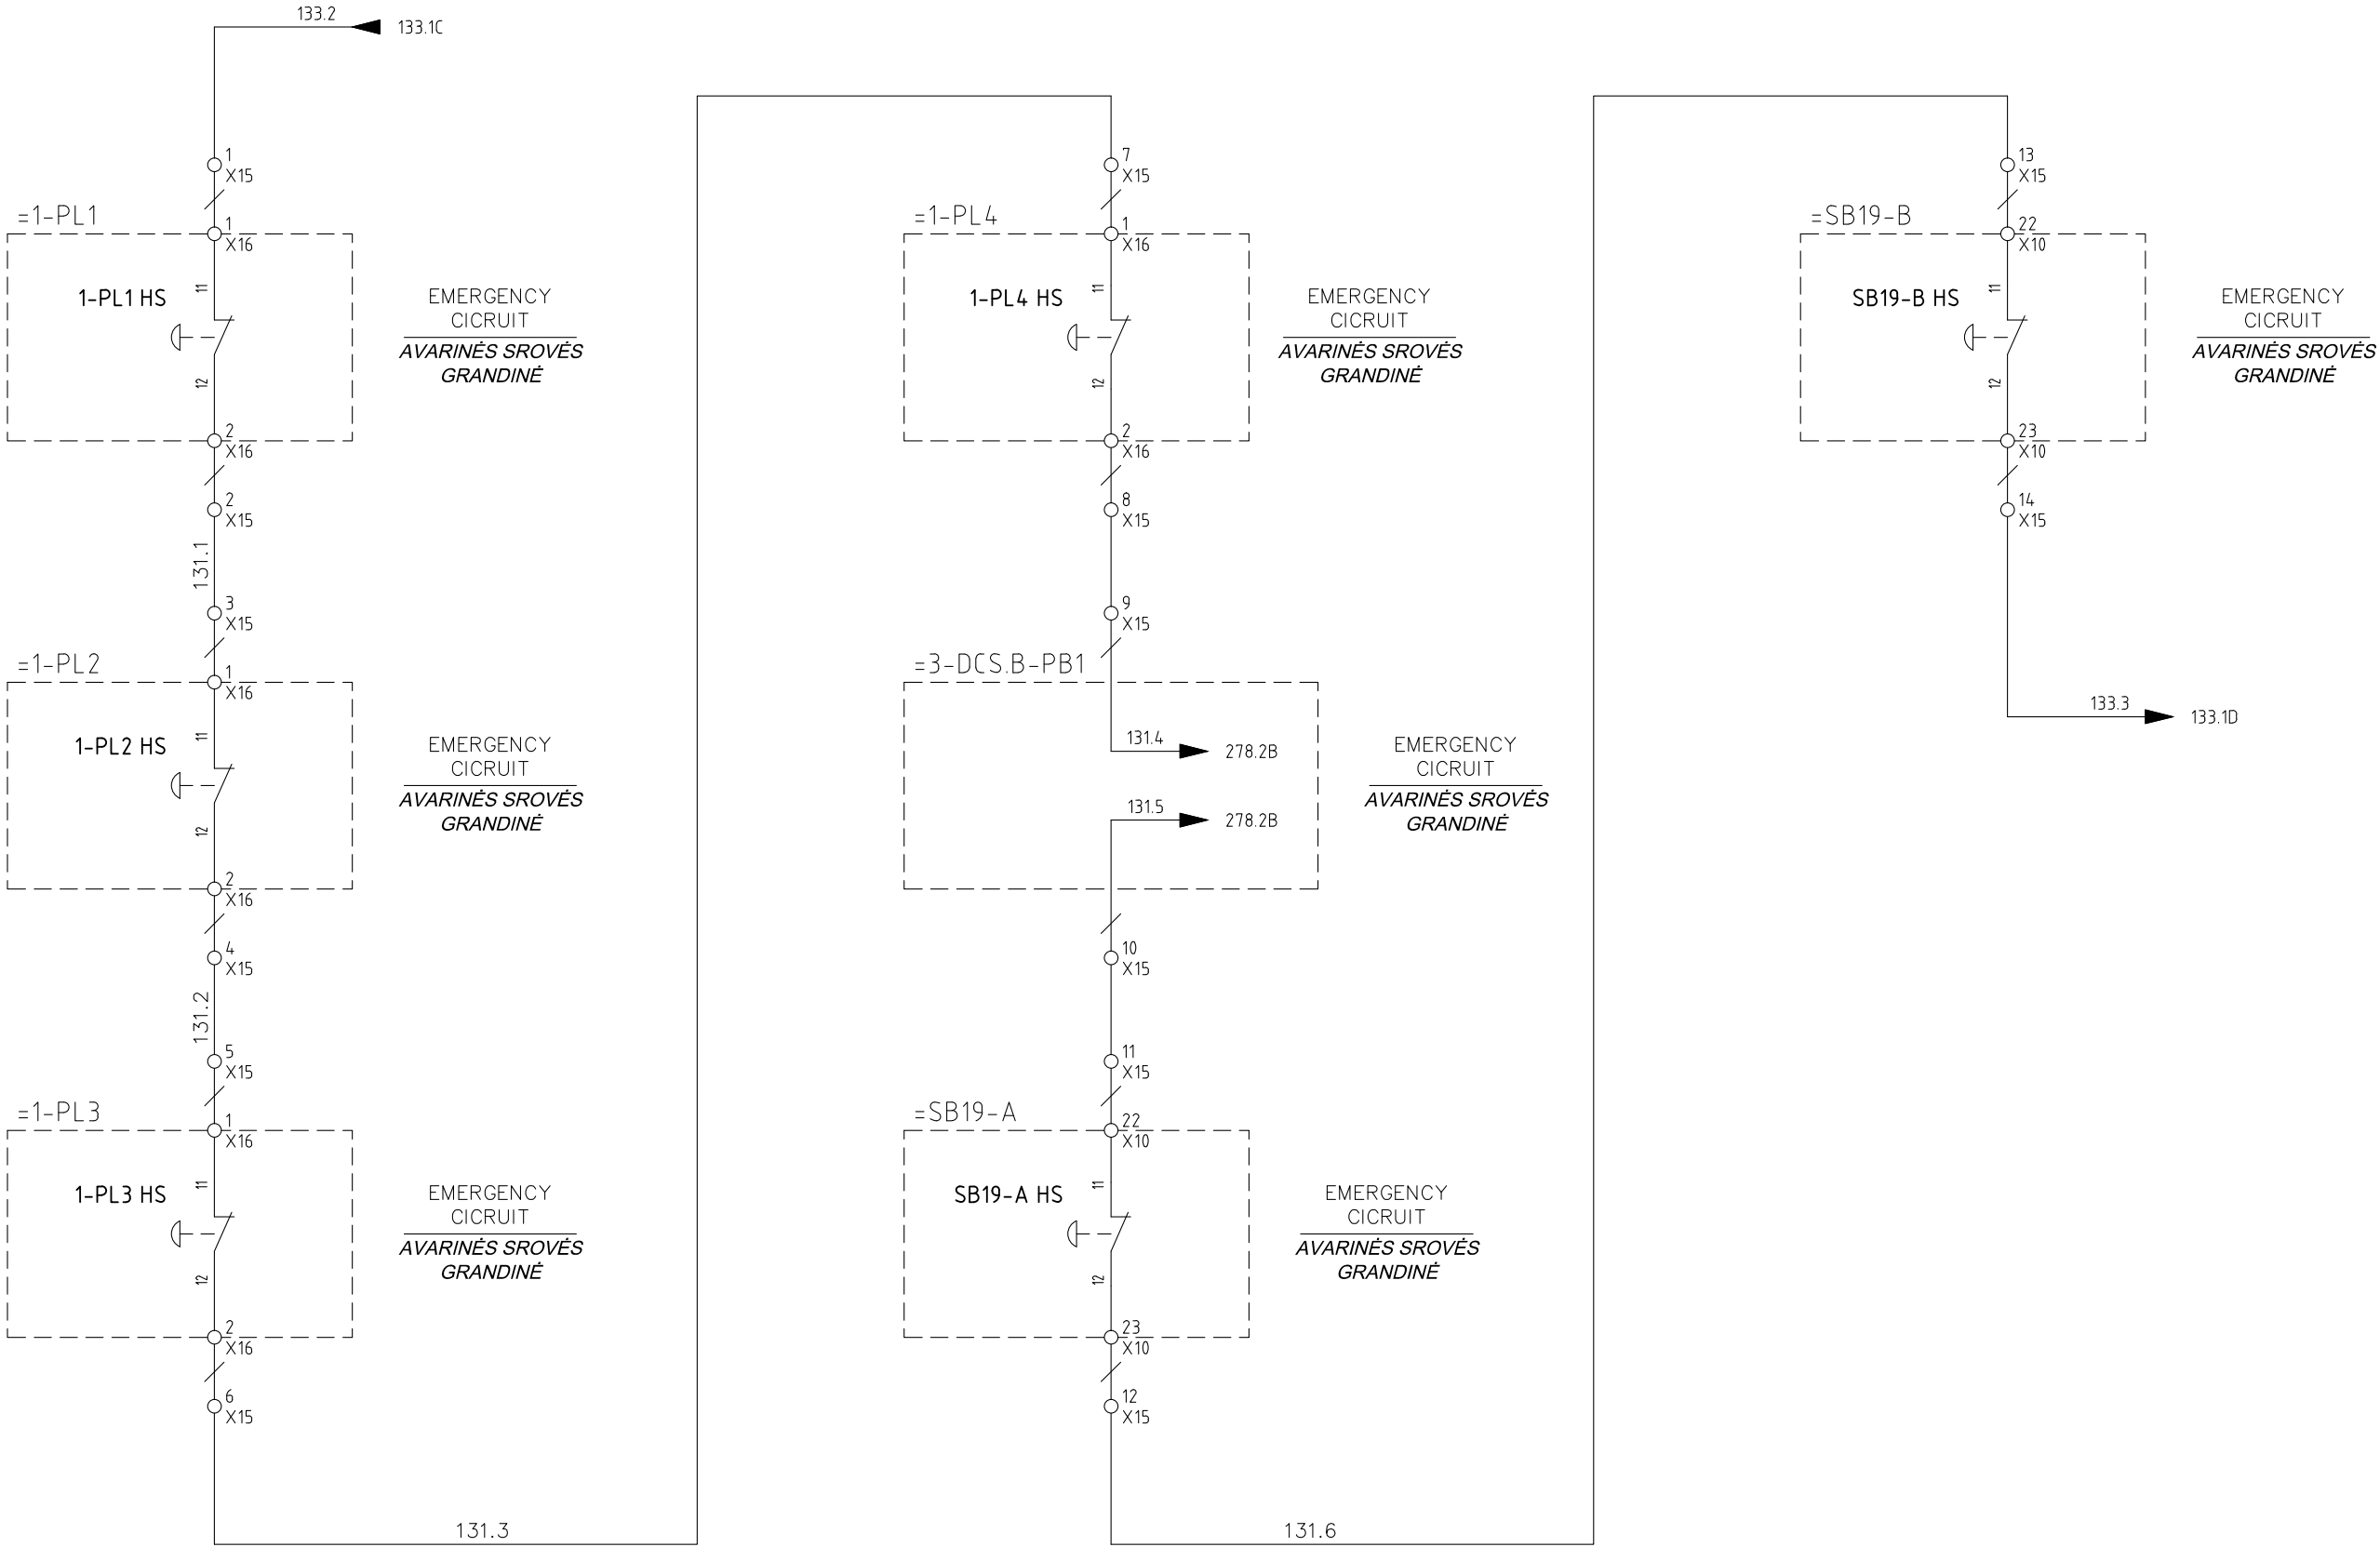 133.2
133.1C
1
X15
=1-PL1
1
X16
1-PL1 HS
11
12
EMERGENCY
CICRUIT
AVARINĖS SROVĖS
GRANDINĖ
2
X16
2
X15
131.1
3
X15
=1-PL2
1
X16
1-PL2 HS
11
12
EMERGENCY
CICRUIT
AVARINĖS SROVĖS
GRANDINĖ
2
X16
4
X15
131.2
5
X15
=1-PL3
1
X16
1-PL3 HS
11
12
EMERGENCY
CICRUIT
AVARINĖS SROVĖS
GRANDINĖ
2
X16
6
X15
131.3
7
X15
=1-PL4
1
X16
1-PL4 HS
11
12
EMERGENCY
CICRUIT
AVARINĖS SROVĖS
GRANDINĖ
2
X16
8
X15
9
X15
=3-DCS.B-PB1
131.4
278.2B
131.5
278.2B
EMERGENCY
CICRUIT
AVARINĖS SROVĖS
GRANDINĖ
10
X15
11
X15
=SB19-A
22
X10
SB19-A HS
11
12
EMERGENCY
CICRUIT
AVARINĖS SROVĖS
GRANDINĖ
23
X10
12
X15
131.6
13
X15
=SB19-B
22
X10
SB19-B HS
11
12
EMERGENCY
CICRUIT
AVARINĖS SROVĖS
GRANDINĖ
23
X10
14
X15
133.3
133.1D